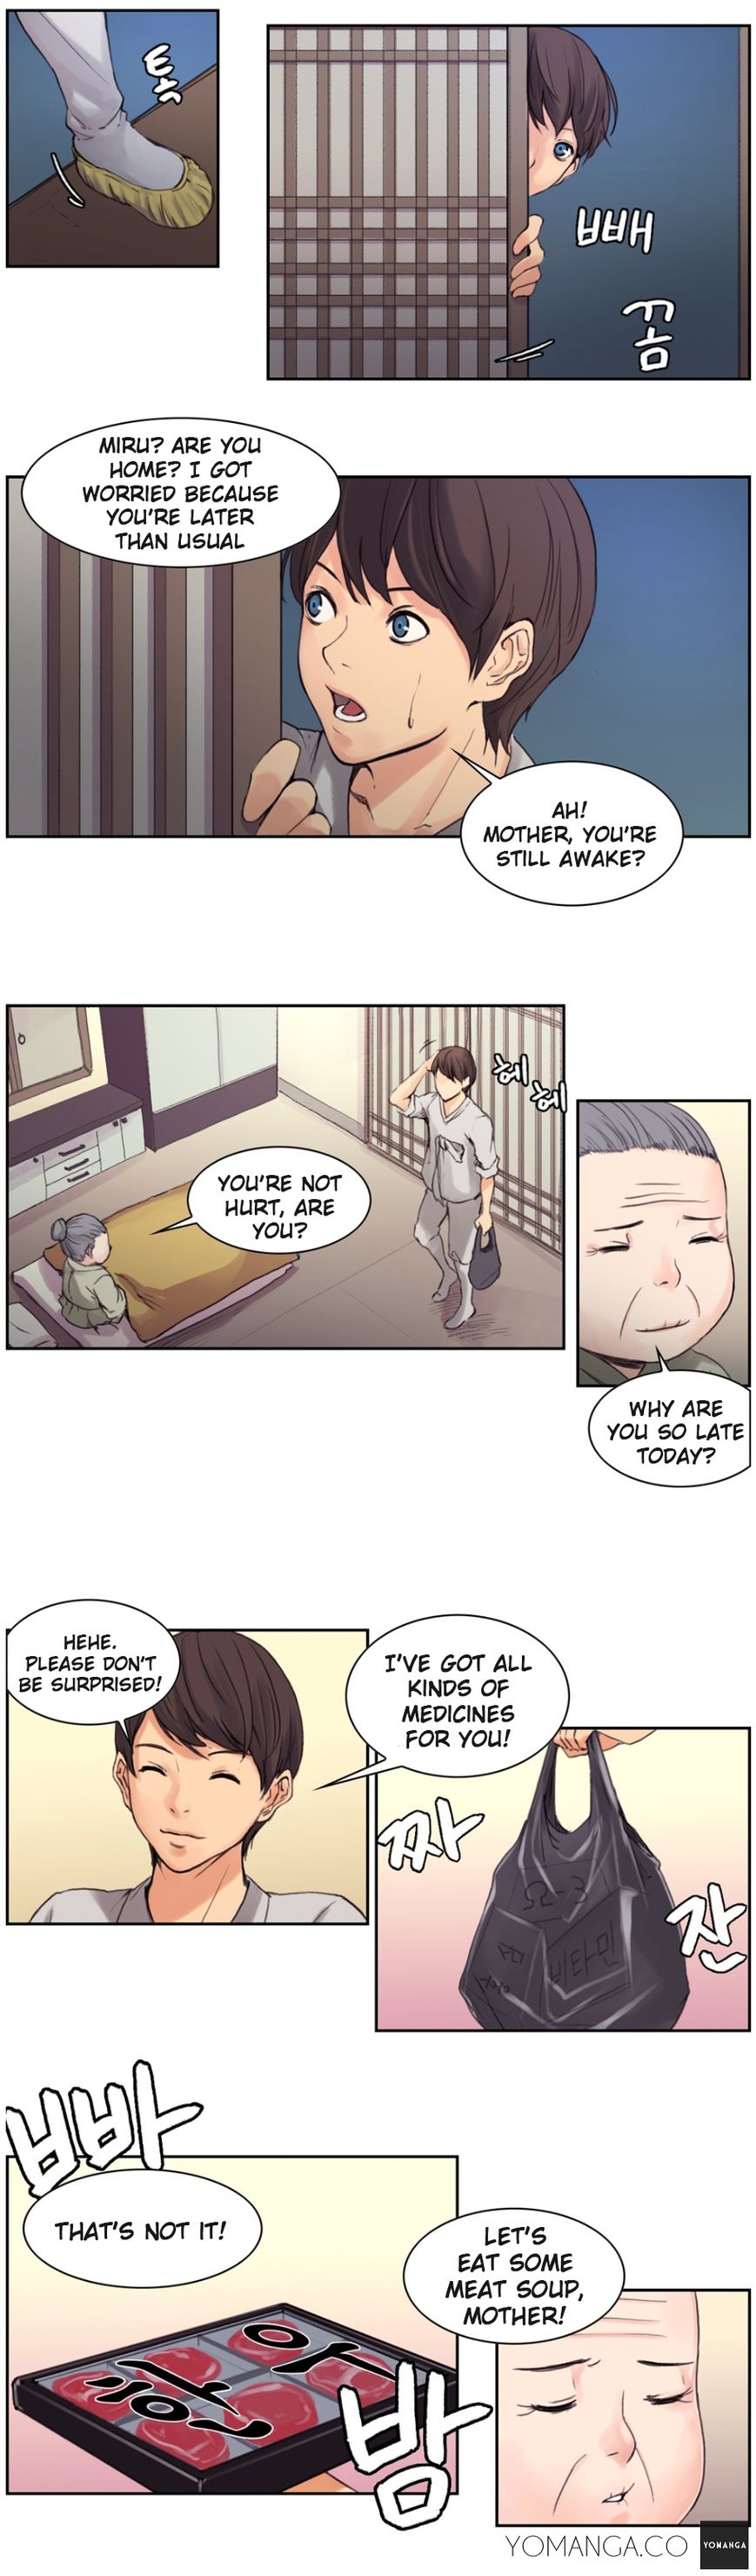 톡
빼
꼼
MIRU? ARE YOU
HOME? I GOT
WORRIED BECAUSE
YOU'RE LATER
THAN USUAL
AH!
MOTHER, YOU'RE
STILL AWAKE?
헤
헤
YOU'RE NOT
HURT, ARE
YOU?
WHY ARE
YOU SO LATE
TODAY?
HEHE.
PLEASE DON'T
BE SURPRISED!
I'VE GOT ALL
KINDS OF
MEDICINES
FOR YOU!
짜
잔
Ω-3
비타민
빠
THAT'S NOT IT!
밤
LET'S
EAT SOME
MEAT SOUP,
MOTHER!
YOMANGA.CO
YOMANGA